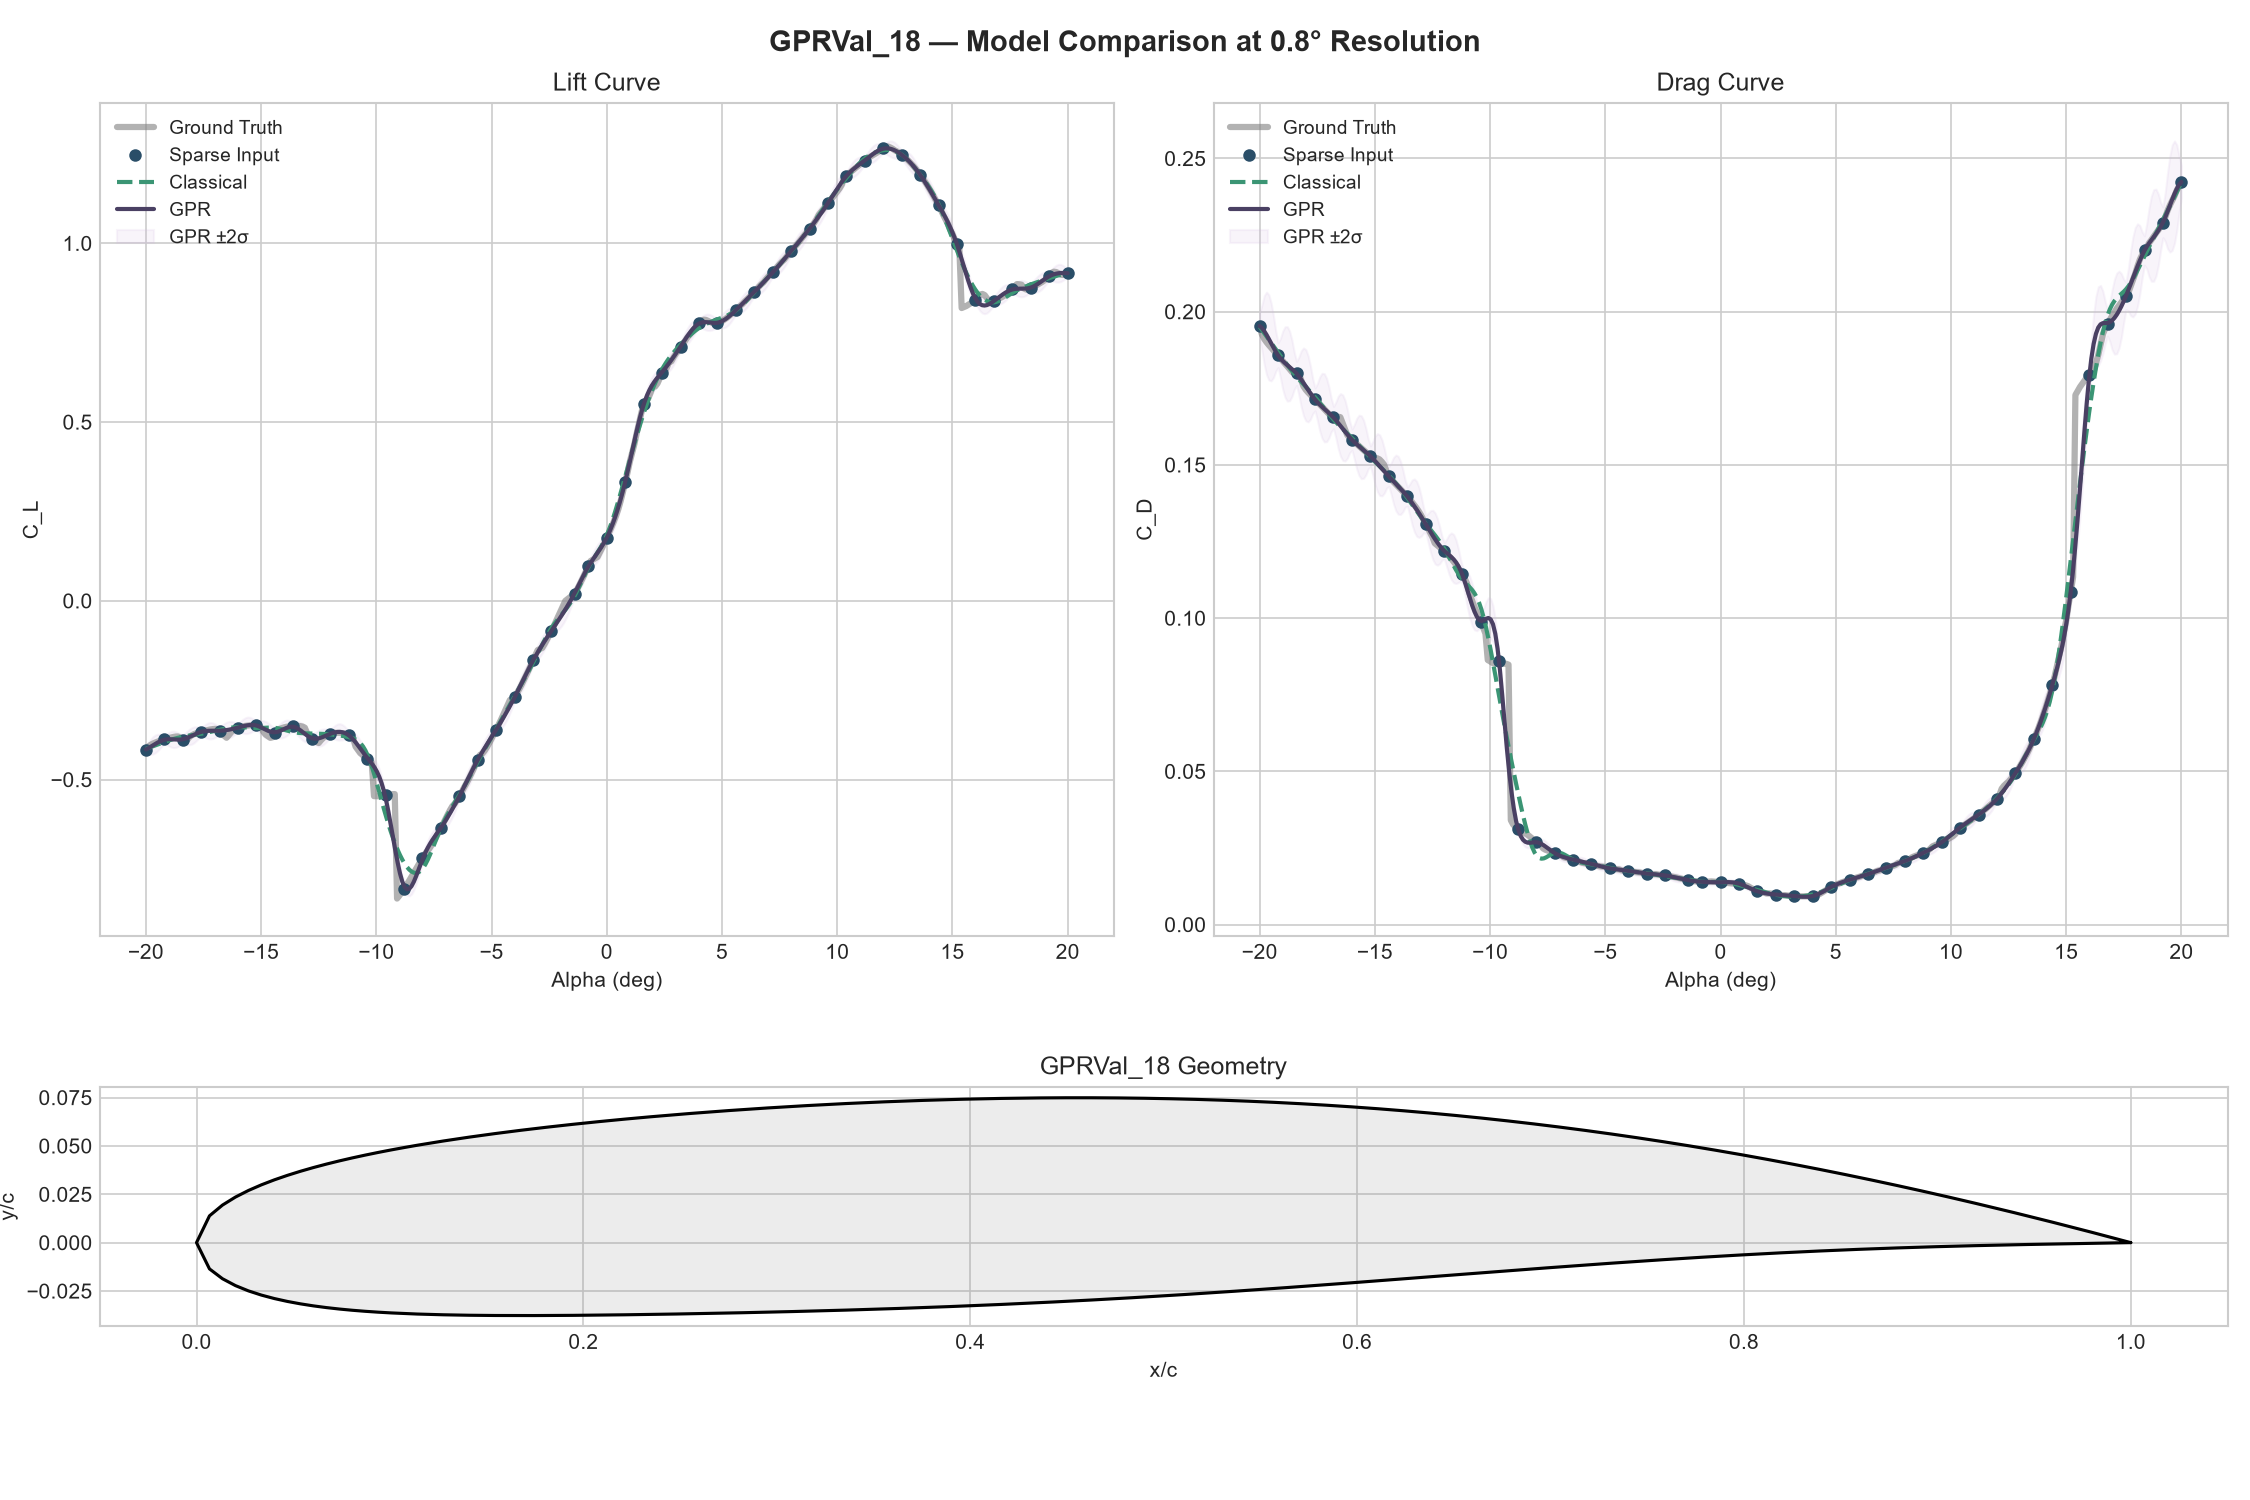 GPRVal_18 — Model Comparison at 0.8° Resolution
Lift Curve
Ground Truth
Sparse Input
Classical
GPR
GPR ±2σ
C_L
1.0
0.5
0.0
−0.5
−20 −15 −10 −5 0 5 10 15 20
Alpha (deg)
Drag Curve
Ground Truth
Sparse Input
Classical
GPR
GPR ±2σ
C_D
0.25
0.20
0.15
0.10
0.05
0.00
−20 −15 −10 −5 0 5 10 15 20
Alpha (deg)
GPRVal_18 Geometry
y/c
0.075
0.050
0.025
0.000
−0.025
0.0 0.2 0.4 0.6 0.8 1.0
x/c